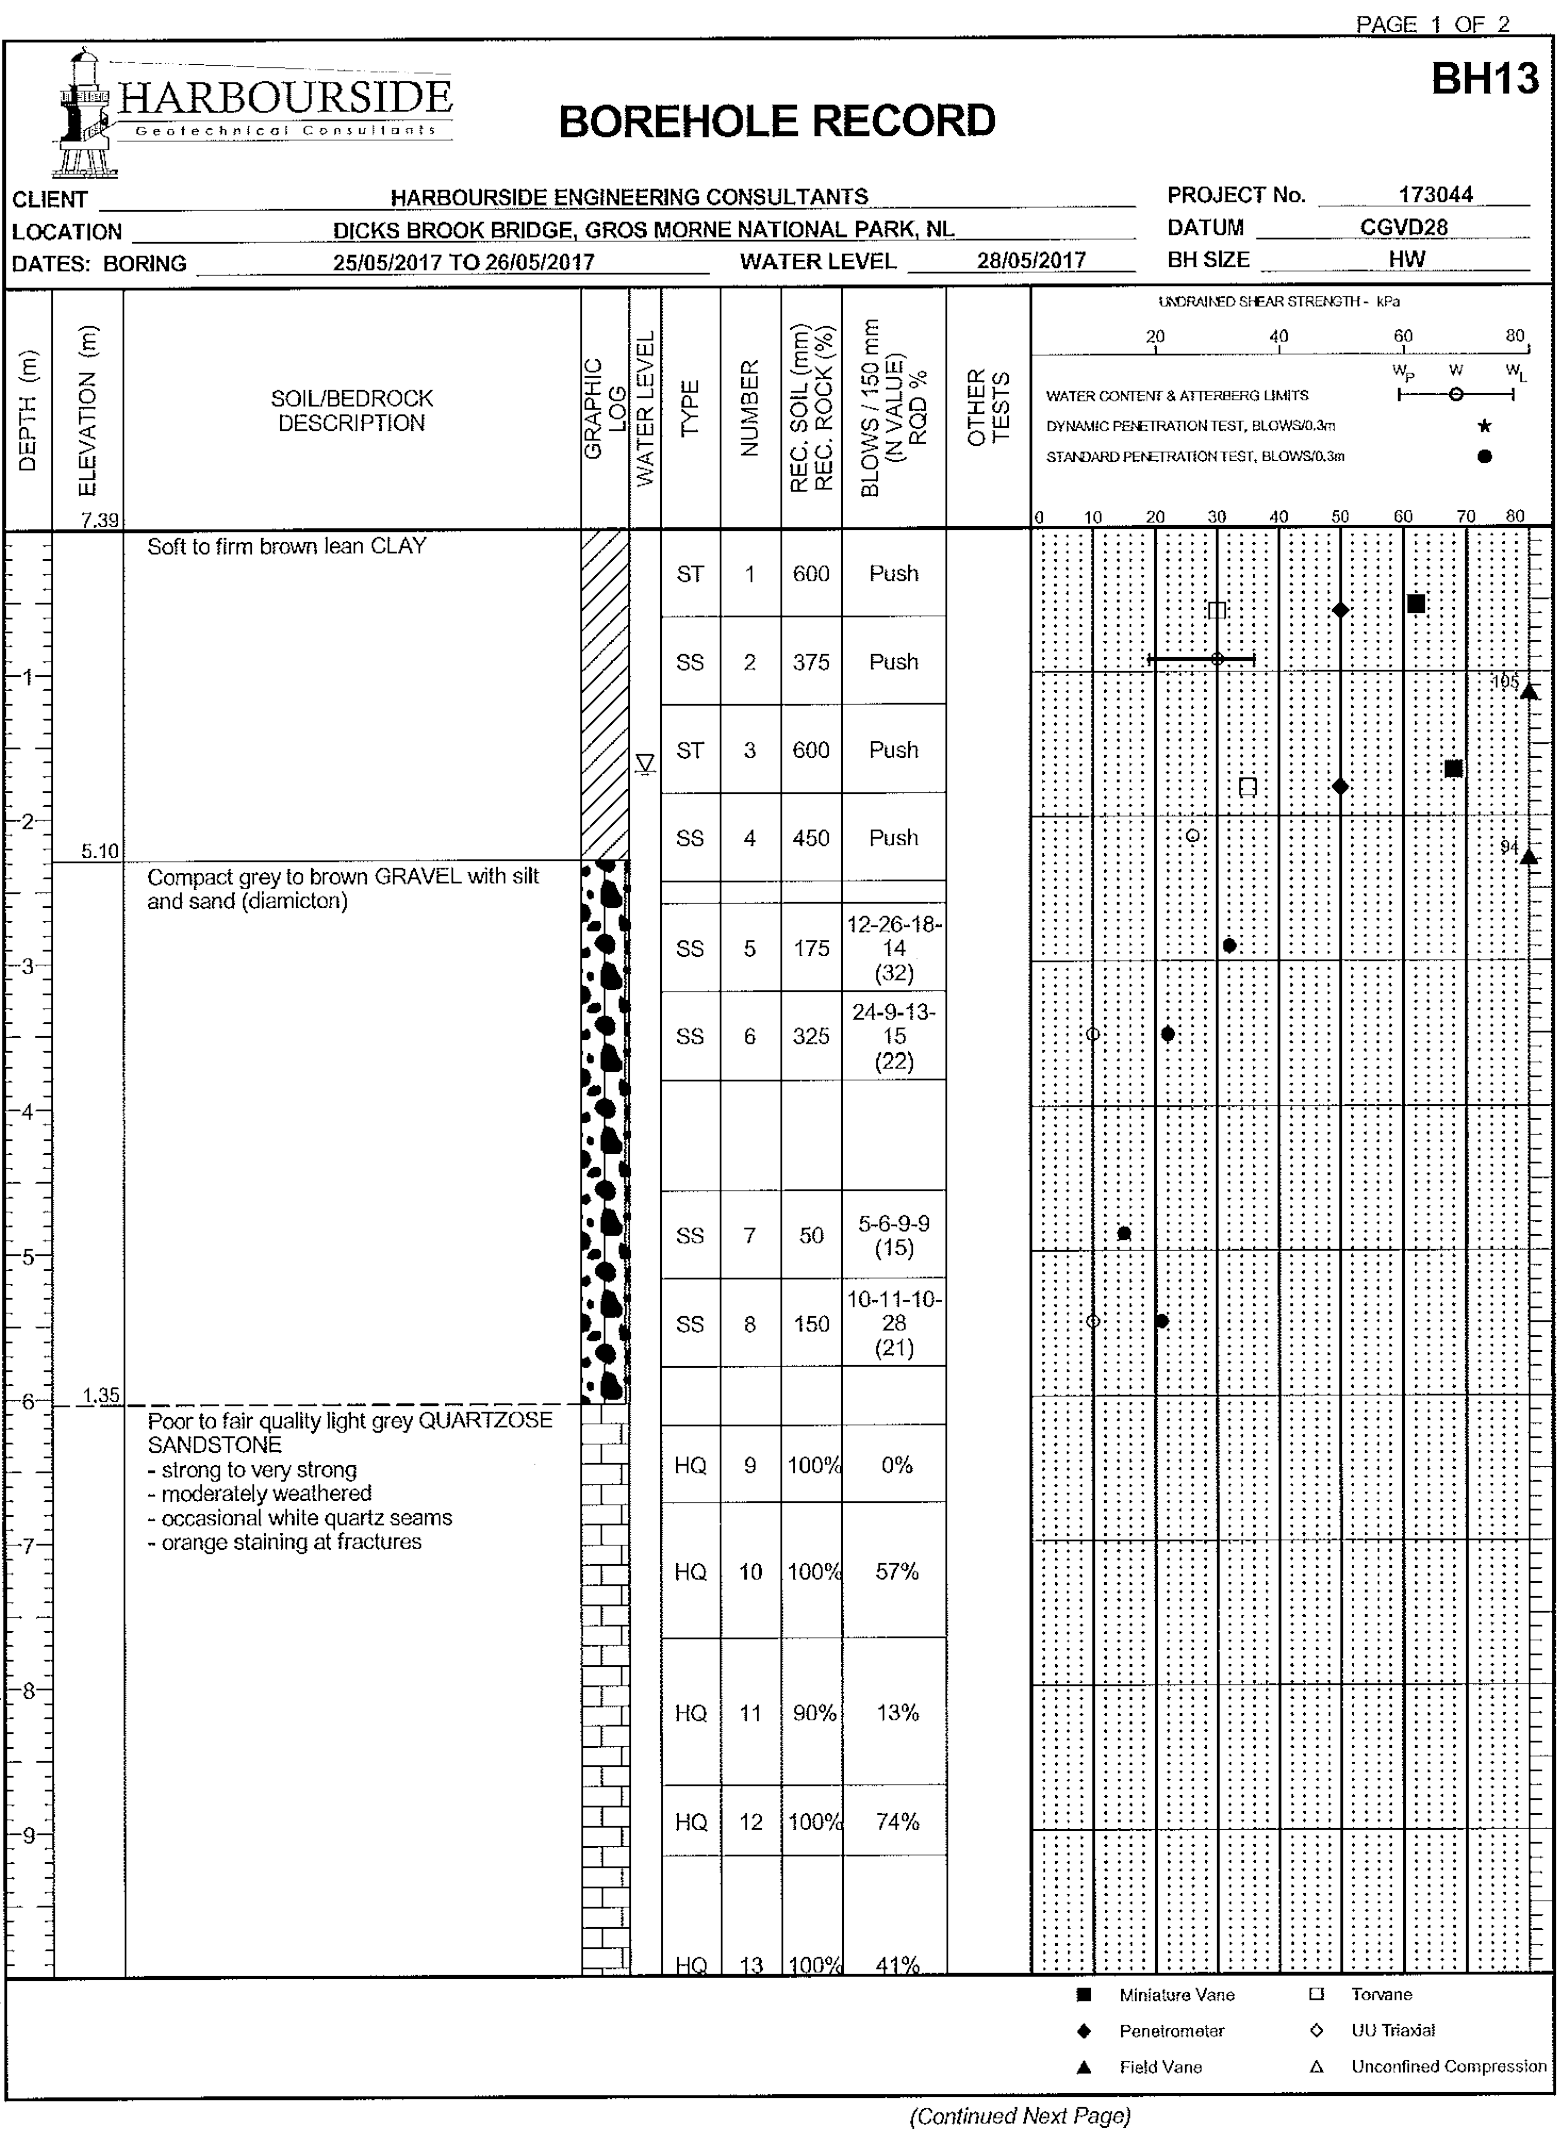 PAGE 1 OF 2
BH13
HARBOURSIDE
Geotechnical Consultants
BOREHOLE RECORD
CLIENT HARBOURSIDE ENGINEERING CONSULTANTS PROJECT No. 173044
LOCATION DICKS BROOK BRIDGE, GROS MORNE NATIONAL PARK, NL DATUM CGVD28
DATES: BORING 25/05/2017 TO 26/05/2017 WATER LEVEL 28/05/2017 BH SIZE HW
DEPTH (m)
ELEVATION (m)
SOIL/BEDROCK
DESCRIPTION
GRAPHIC
LOG
WATER LEVEL
TYPE
NUMBER
REC. SOIL (mm)
REC. ROCK (%)
BLOWS / 150 mm
(N VALUE)
RQD %
OTHER
TESTS
UNDRAINED SHEAR STRENGTH - kPa
20 40 60 80
WP W WL
WATER CONTENT & ATTERBERG LIMITS
DYNAMIC PENETRATION TEST, BLOWS/0.3m ★
STANDARD PENETRATION TEST, BLOWS/0.3m ●
7.39
0 10 20 30 40 50 60 70 80
Soft to firm brown lean CLAY
ST 1 600 Push
SS 2 375 Push
1
105
ST 3 600 Push
2
SS 4 450 Push
94
5.10
Compact grey to brown GRAVEL with silt
and sand (diamicton)
12-26-18-
SS 5 175 14
(32)
3
24-9-13-
SS 6 325 15
(22)
4
5-6-9-9
SS 7 50
(15)
5
10-11-10-
SS 8 150 28
(21)
1.35
6
Poor to fair quality light grey QUARTZOSE
SANDSTONE
- strong to very strong
HQ 9 100% 0%
- moderately weathered
- occasional white quartz seams
- orange staining at fractures
7
HQ 10 100% 57%
8
HQ 11 90% 13%
HQ 12 100% 74%
9
HQ 13 100% 41%
■ Miniature Vane □ Torvane
◆ Penetrometer ◇ UU Triaxial
▲ Field Vane △ Unconfined Compression
(Continued Next Page)